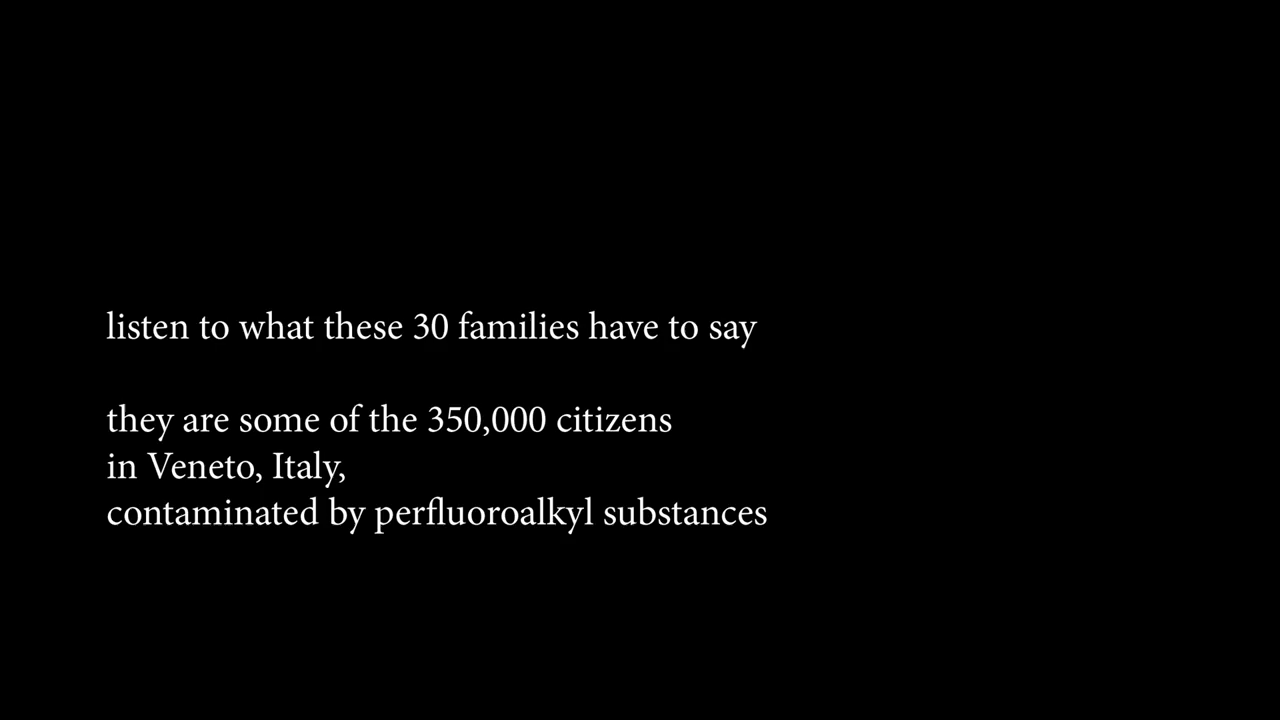 listen to what these 30 families have to say
they are some of the 350,000 citizens
in Veneto, Italy,
contaminated by perfluoroalkyl substances